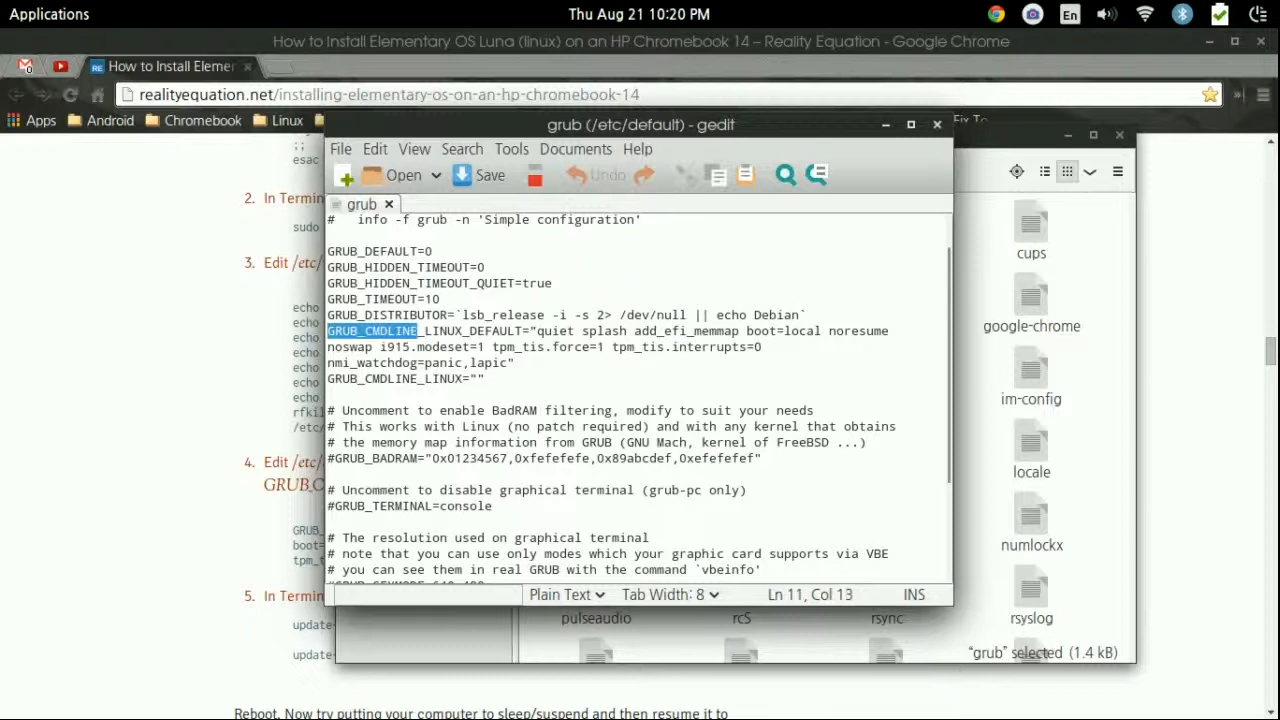 Applications
Thu Aug 21 10:20 PM
En
How to Install Elementary OS Luna (linux) on an HP Chromebook 14 – Reality Equation - Google Chrome
0
RE How to Install Elemen
realityequation.net/installing-elementary-os-on-an-hp-chromebook-14
Apps Android Chromebook Linux
Fix To
grub (/etc/default) - gedit
File Edit View Search Tools Documents Help
Open Save Undo
grub
# info -f grub -n 'Simple configuration'
GRUB_DEFAULT=0
GRUB_HIDDEN_TIMEOUT=0
GRUB_HIDDEN_TIMEOUT_QUIET=true
GRUB_TIMEOUT=10
GRUB_DISTRIBUTOR=`lsb_release -i -s 2> /dev/null || echo Debian`
GRUB_CMDLINE_LINUX_DEFAULT="quiet splash add_efi_memmap boot=local noresume
noswap i915.modeset=1 tpm_tis.force=1 tpm_tis.interrupts=0
nmi_watchdog=panic,lapic"
GRUB_CMDLINE_LINUX=""
# Uncomment to enable BadRAM filtering, modify to suit your needs
# This works with Linux (no patch required) and with any kernel that obtains
# the memory map information from GRUB (GNU Mach, kernel of FreeBSD ...)
#GRUB_BADRAM="0x01234567,0xfefefefe,0x89abcdef,0xefefefef"
# Uncomment to disable graphical terminal (grub-pc only)
#GRUB_TERMINAL=console
# The resolution used on graphical terminal
# note that you can use only modes which your graphic card supports via VBE
# you can see them in real GRUB with the command `vbeinfo'
Plain Text Tab Width: 8 Ln 11, Col 13 INS
;;
esac
2. In Termin
sudo
3. Edit /etc/
echo
echo
echo
echo
echo
echo
echo
rfkil
/etc/
4. Edit /etc/
GRUB_C
GRUB_
boot=
tpm_t
5. In Termin
update-
update-
Reboot. Now try putting your computer to sleep/suspend and then resume it to
cups
google-chrome
im-config
locale
numlockx
rsyslog
pulseaudio rcS rsync
"grub" selected (1.4 kB)